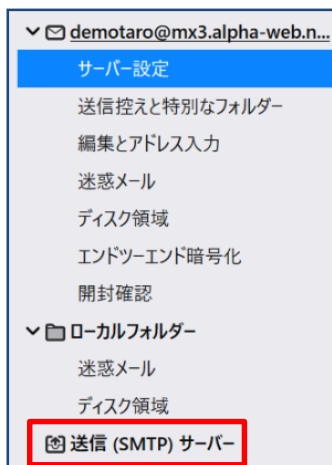 demotaro@mx3.alpha-web.n...
サーバー設定
送信控えと特別なフォルダー
編集とアドレス入力
迷惑メール
ディスク領域
エンドツーエンド暗号化
開封確認
ローカルフォルダー
迷惑メール
ディスク領域
送信 (SMTP) サーバー